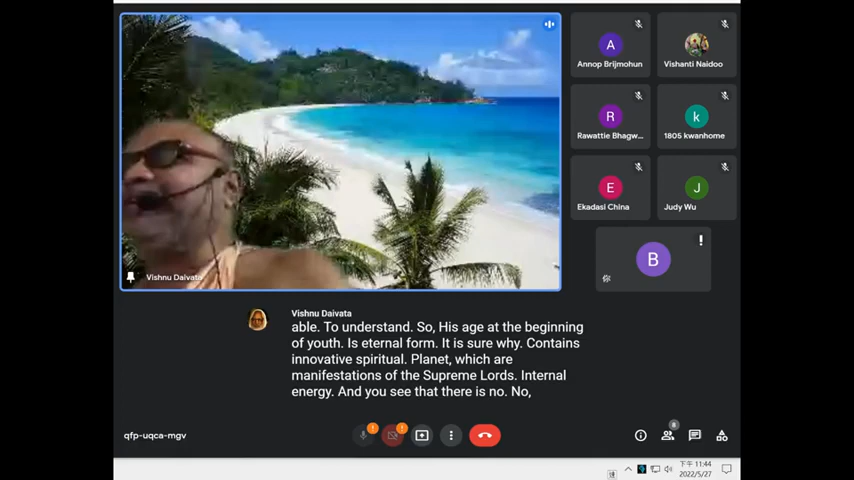 A
Annop Brijmohun
Vishanti Naidoo
R
Rawattie Bhagw...
k
1805 kwanhome
E
Ekadasi China
J
Judy Wu
B
你
Vishnu Daivata
Vishnu Daivata
able. To understand. So, His age at the beginning
of youth. Is eternal form. It is sure why. Contains
innovative spiritual. Planet, which are
manifestations of the Supreme Lords. Internal
energy. And you see that there is no. No,
qfp-uqca-mgv
8
下午 11:44
2022/5/27